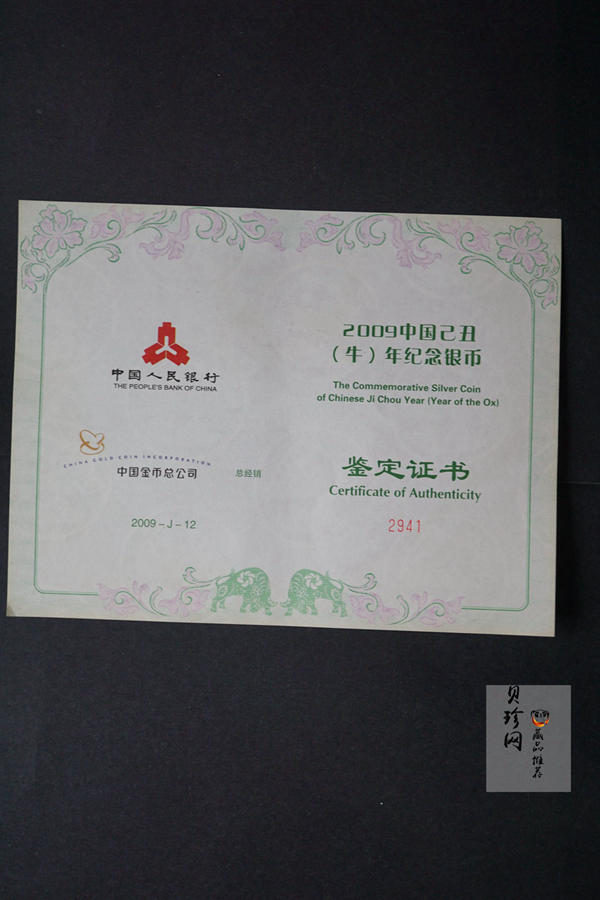 中国人民银行
THE PEOPLE'S BANK OF CHINA
CHINA GOLD COIN INCORPORATION
中国金币总公司 总经销
2009-J-12
2009中国己丑
（牛）年纪念银币
The Commemorative Silver Coin
of Chinese Ji Chou Year (Year of the Ox)
鉴定证书
Certificate of Authenticity
2941
贝珍网
藏品推荐